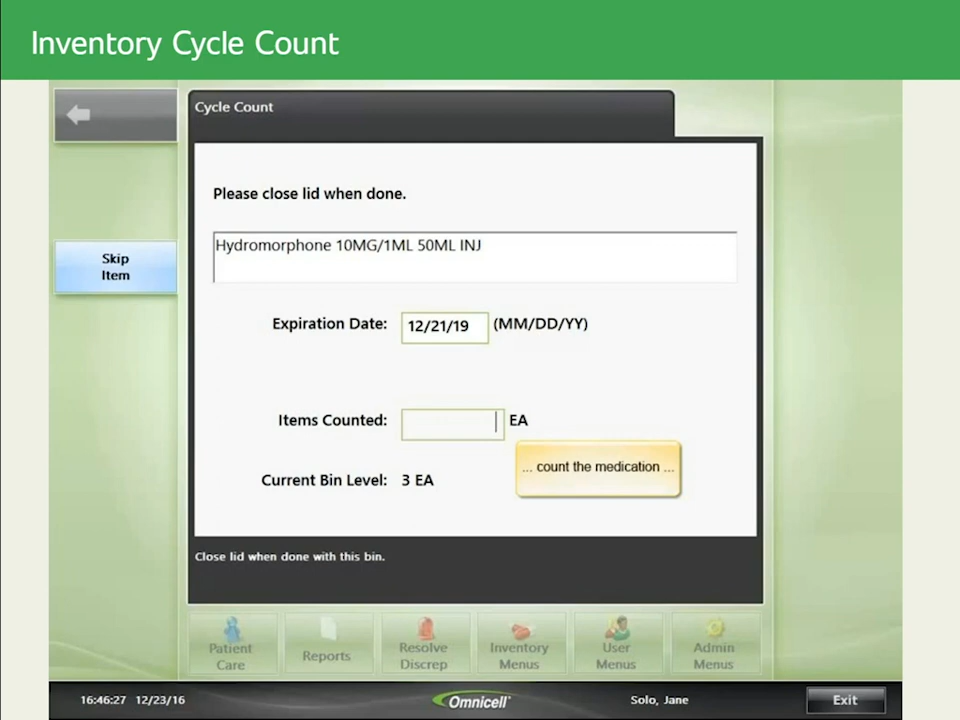 Inventory Cycle Count
Cycle Count
Please close lid when done.
Hydromorphone 10MG/1ML 50ML INJ
Skip
Item
Expiration Date: 12/21/19 (MM/DD/YY)
Items Counted: EA
... count the medication ...
Current Bin Level: 3 EA
Close lid when done with this bin.
Patient
Care
Reports
Resolve
Discrep
Inventory
Menus
User
Menus
Admin
Menus
16:46:27 12/23/16
Omnicell
Solo, Jane
Exit